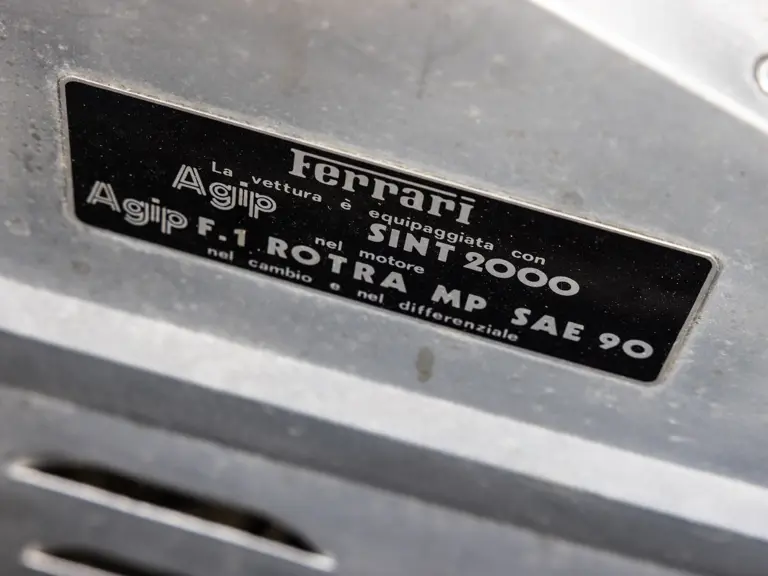 Ferrari
La vettura è equipaggiata con
Agip SINT 2000
nel motore
Agip F.1 ROTRA MP SAE 90
nel cambio e nel differenziale